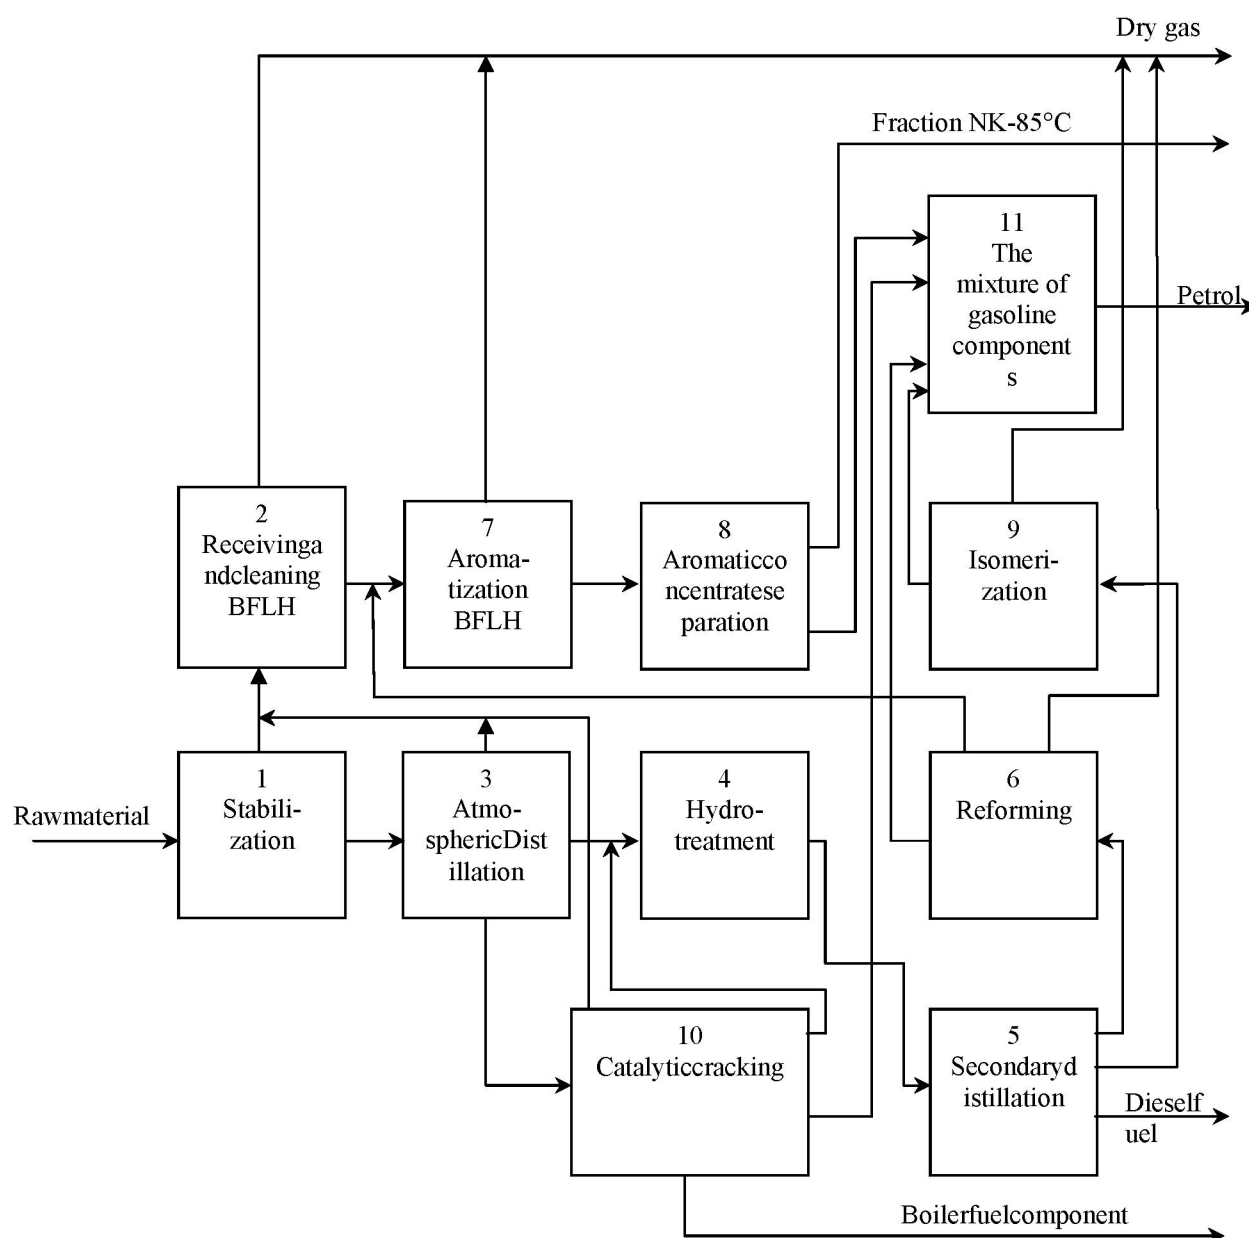 Dry gas
Fraction NK-85°C
11
The
mixture of
gasoline
component
s
Petrol
2
Receivinga
ndcleaning
BFLH
7
Aroma-
tization
BFLH
8
Aromaticco
ncentratese
paration
9
Isomeri-
zation
Rawmaterial
1
Stabili-
zation
3
Atmo-
sphericDist
illation
4
Hydro-
treatment
6
Reforming
10
Catalyticcracking
5
Secondaryd
istillation
Dieself
uel
Boilerfuelcomponent